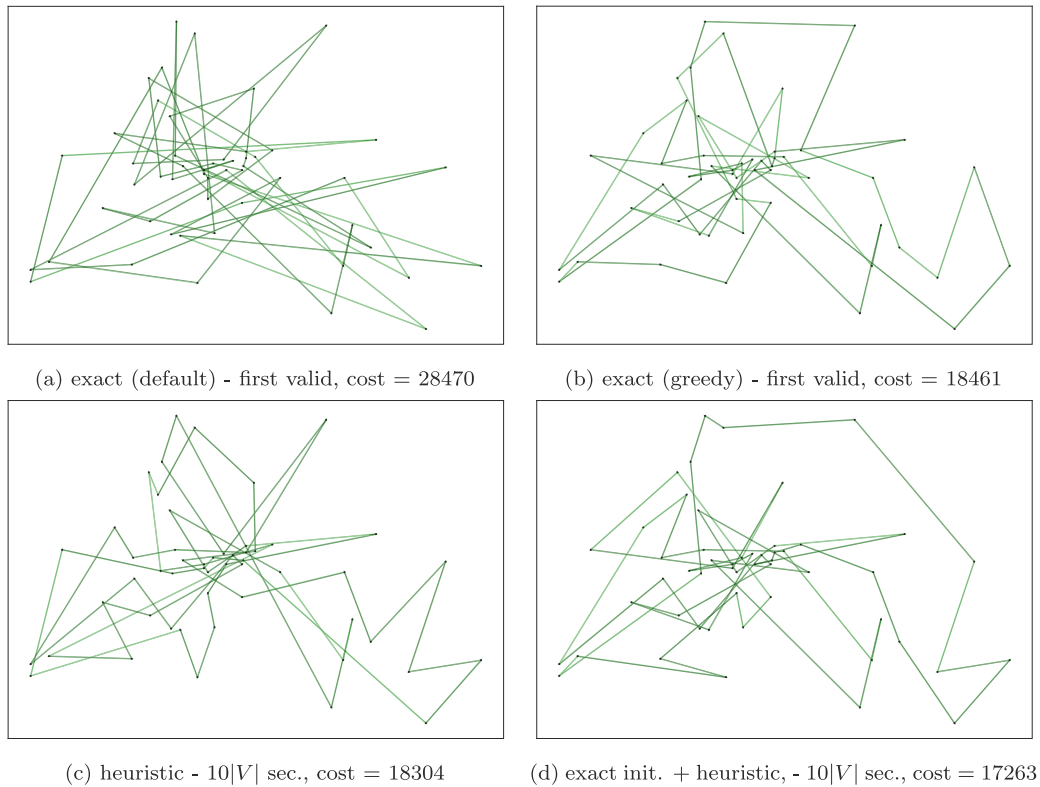 (a) exact (default) - first valid, cost = 28470
(b) exact (greedy) - first valid, cost = 18461
(c) heuristic - 10|V| sec., cost = 18304
(d) exact init. + heuristic, - 10|V| sec., cost = 17263